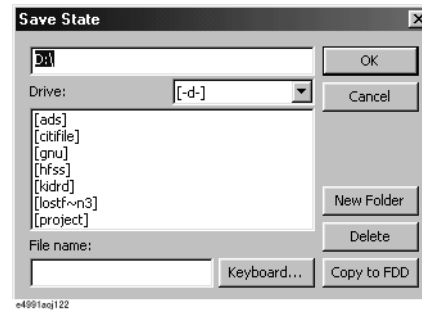 Save State
D:\
OK
Drive:
[-d-]
Cancel
[ads]
[citifile]
[gnu]
[hfss]
[kidrd]
[lostf~n3]
[project]
New Folder
Delete
File name:
Keyboard...
Copy to FDD
e4991aoj122